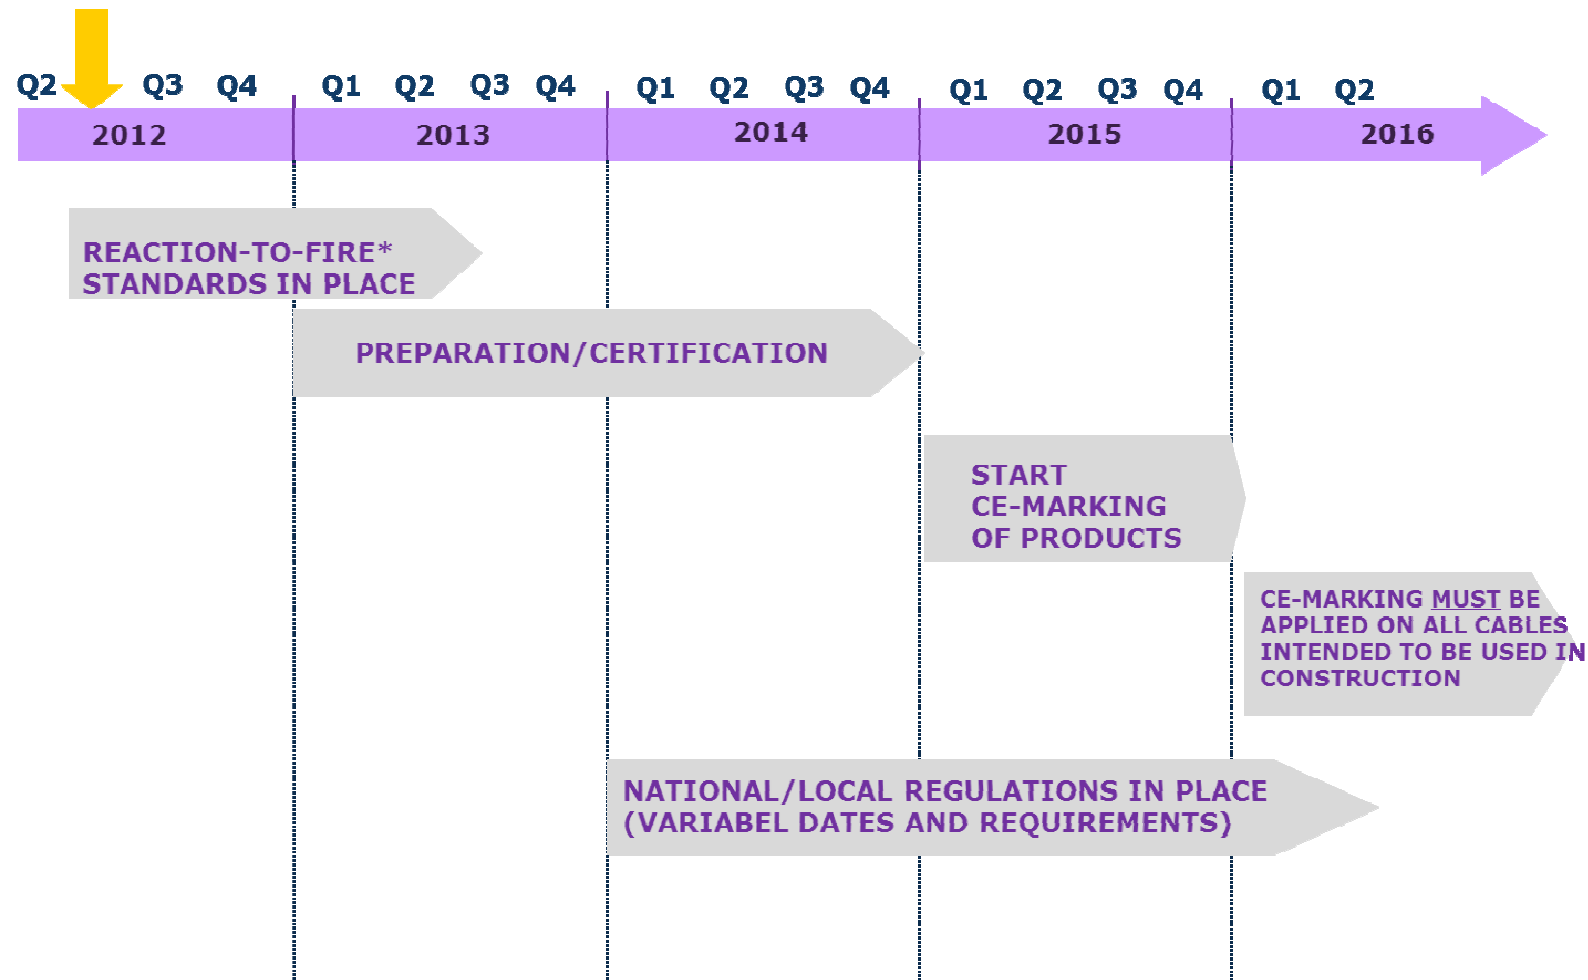 Q2 Q3 Q4 Q1 Q2 Q3 Q4 Q1 Q2 Q3 Q4 Q1 Q2 Q3 Q4 Q1 Q2
2012 2013 2014 2015 2016
REACTION-TO-FIRE*
STANDARDS IN PLACE
PREPARATION/CERTIFICATION
START
CE-MARKING
OF PRODUCTS
CE-MARKING MUST BE
APPLIED ON ALL CABLES
INTENDED TO BE USED IN
CONSTRUCTION
NATIONAL/LOCAL REGULATIONS IN PLACE
(VARIABEL DATES AND REQUIREMENTS)